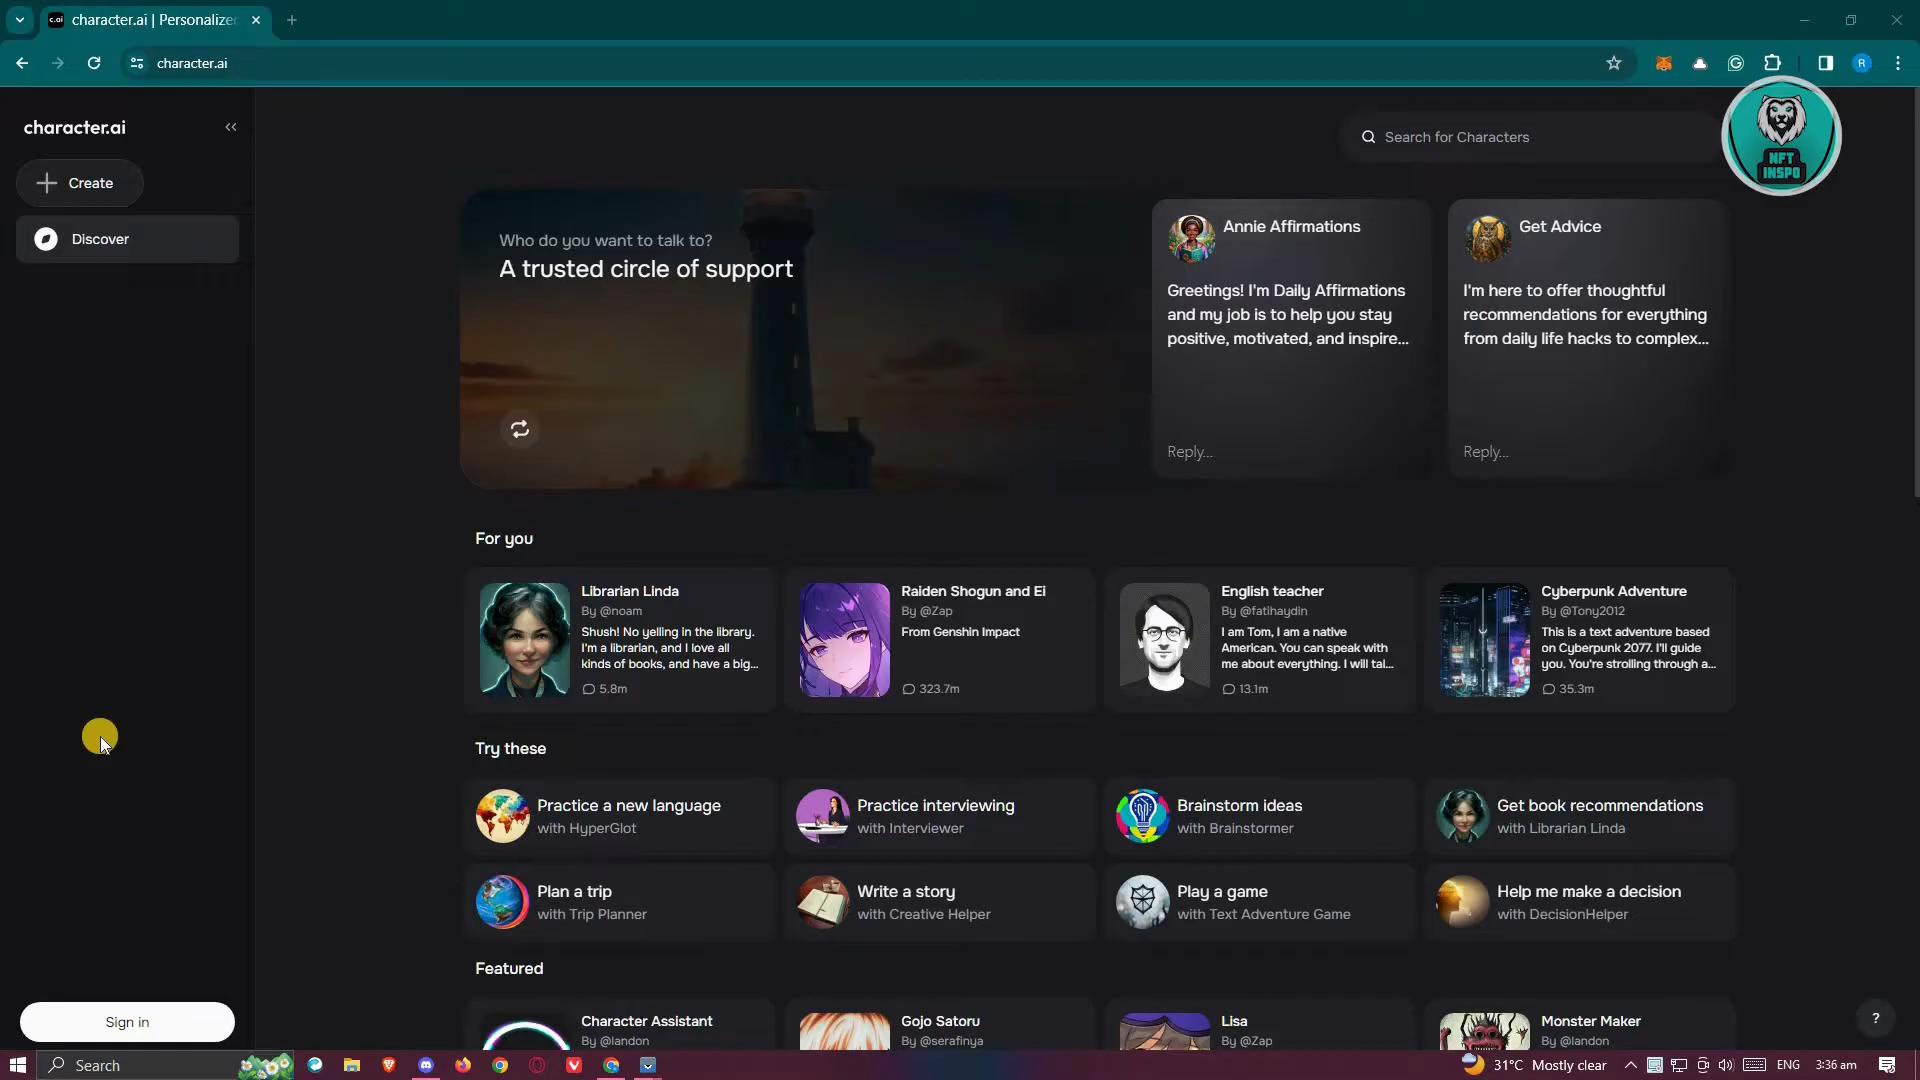 c.ai
character.ai | Personalized
character.ai
R
character.ai
Create
Discover
Search for Characters
NFT
INSPO
Who do you want to talk to?
A trusted circle of support
Annie Affirmations
Greetings! I'm Daily Affirmations
and my job is to help you stay
positive, motivated, and inspire...
Reply...
Get Advice
I'm here to offer thoughtful
recommendations for everything
from daily life hacks to complex...
Reply...
For you
Librarian Linda
By @noam
Shush! No yelling in the library.
I'm a librarian, and I love all
kinds of books, and have a big...
5.8m
Raiden Shogun and Ei
By @Zap
From Genshin Impact
323.7m
English teacher
By @fatihaydin
I am Tom, I am a native
American. You can speak with
me about everything. I will tal...
13.1m
Cyberpunk Adventure
By @Tony2012
This is a text adventure based
on Cyberpunk 2077. I'll guide
you. You're strolling through a...
35.3m
Try these
Practice a new language
with HyperGlot
Practice interviewing
with Interviewer
Brainstorm ideas
with Brainstormer
Get book recommendations
with Librarian Linda
Plan a trip
with Trip Planner
Write a story
with Creative Helper
Play a game
with Text Adventure Game
Help me make a decision
with DecisionHelper
Featured
Character Assistant
By @landon
Gojo Satoru
By @serafinya
Lisa
By @Zap
Monster Maker
By @landon
Sign in
?
Search
31°C Mostly clear
ENG
3:36 am